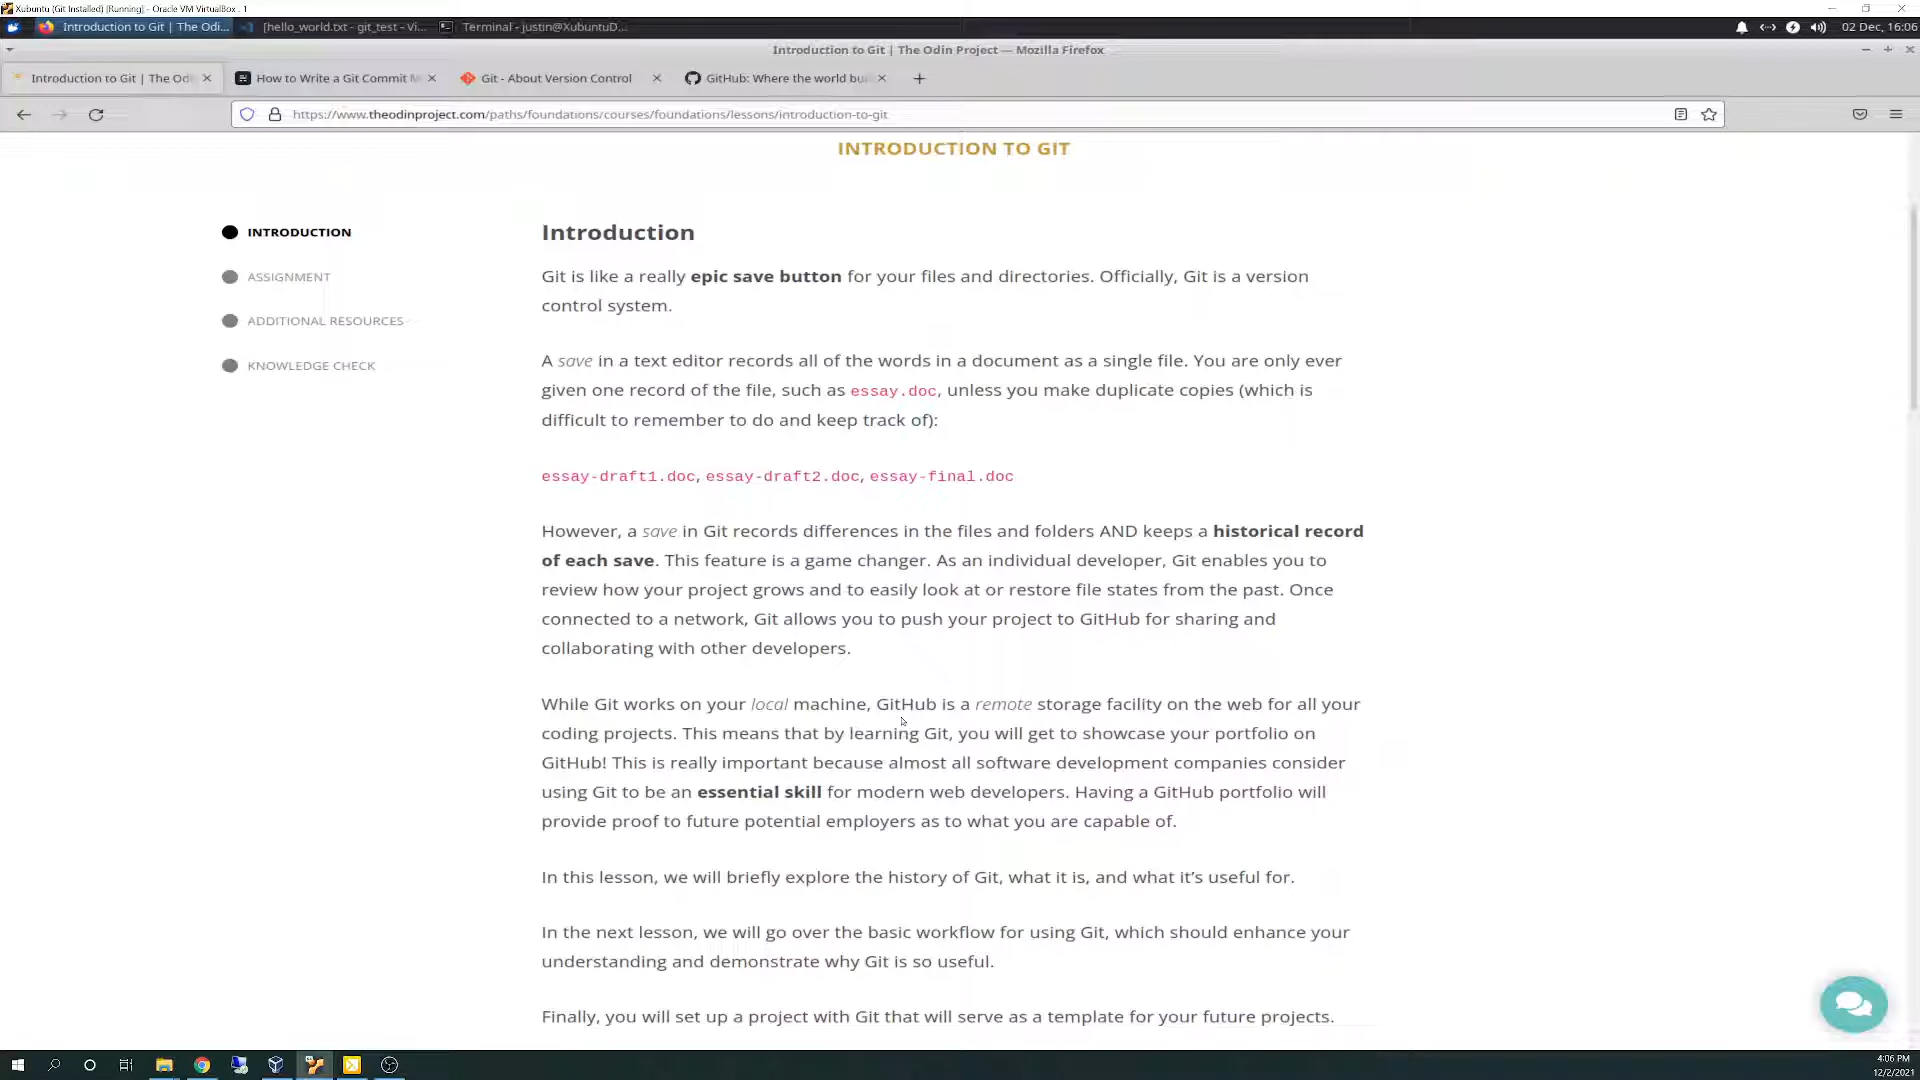 Xubuntu (Git Installed) [Running] - Oracle VM VirtualBox : 1
Introduction to Git | The Odi... [hello_world.txt - git_test - Vi... Terminal - justin@XubuntuD... 02 Dec, 16:06
Introduction to Git | The Odin Project — Mozilla Firefox
Introduction to Git | The Odi How to Write a Git Commit M Git - About Version Control GitHub: Where the world bui
https://www.theodinproject.com/paths/foundations/courses/foundations/lessons/introduction-to-git
INTRODUCTION TO GIT
INTRODUCTION
ASSIGNMENT
ADDITIONAL RESOURCES
KNOWLEDGE CHECK
Introduction
Git is like a really epic save button for your files and directories. Officially, Git is a version
control system.
A save in a text editor records all of the words in a document as a single file. You are only ever
given one record of the file, such as essay.doc, unless you make duplicate copies (which is
difficult to remember to do and keep track of):
essay-draft1.doc, essay-draft2.doc, essay-final.doc
However, a save in Git records differences in the files and folders AND keeps a historical record
of each save. This feature is a game changer. As an individual developer, Git enables you to
review how your project grows and to easily look at or restore file states from the past. Once
connected to a network, Git allows you to push your project to GitHub for sharing and
collaborating with other developers.
While Git works on your local machine, GitHub is a remote storage facility on the web for all your
coding projects. This means that by learning Git, you will get to showcase your portfolio on
GitHub! This is really important because almost all software development companies consider
using Git to be an essential skill for modern web developers. Having a GitHub portfolio will
provide proof to future potential employers as to what you are capable of.
In this lesson, we will briefly explore the history of Git, what it is, and what it’s useful for.
In the next lesson, we will go over the basic workflow for using Git, which should enhance your
understanding and demonstrate why Git is so useful.
Finally, you will set up a project with Git that will serve as a template for your future projects.
4:06 PM
12/2/2021